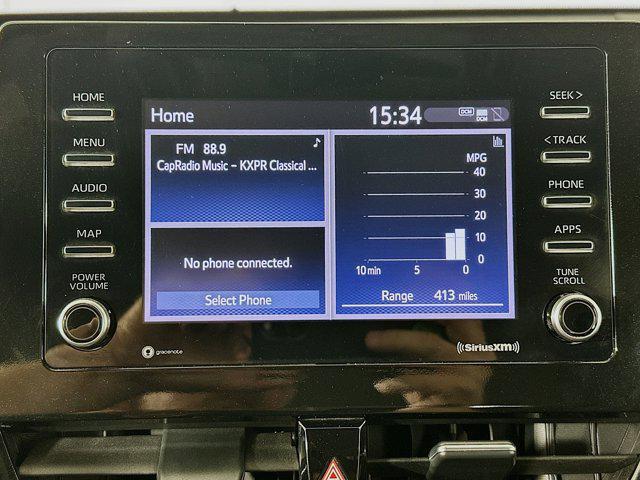 HOME
MENU
AUDIO
MAP
POWER
VOLUME
Home 15:34 DCM
DCM
FM 88.9
CapRadio Music – KXPR Classical ...
No phone connected.
Select Phone
MPG
40
30
20
10
0
10 min 5 0
Range 413 miles
SEEK >
< TRACK
PHONE
APPS
TUNE
SCROLL
gracenote
((SiriusXM))